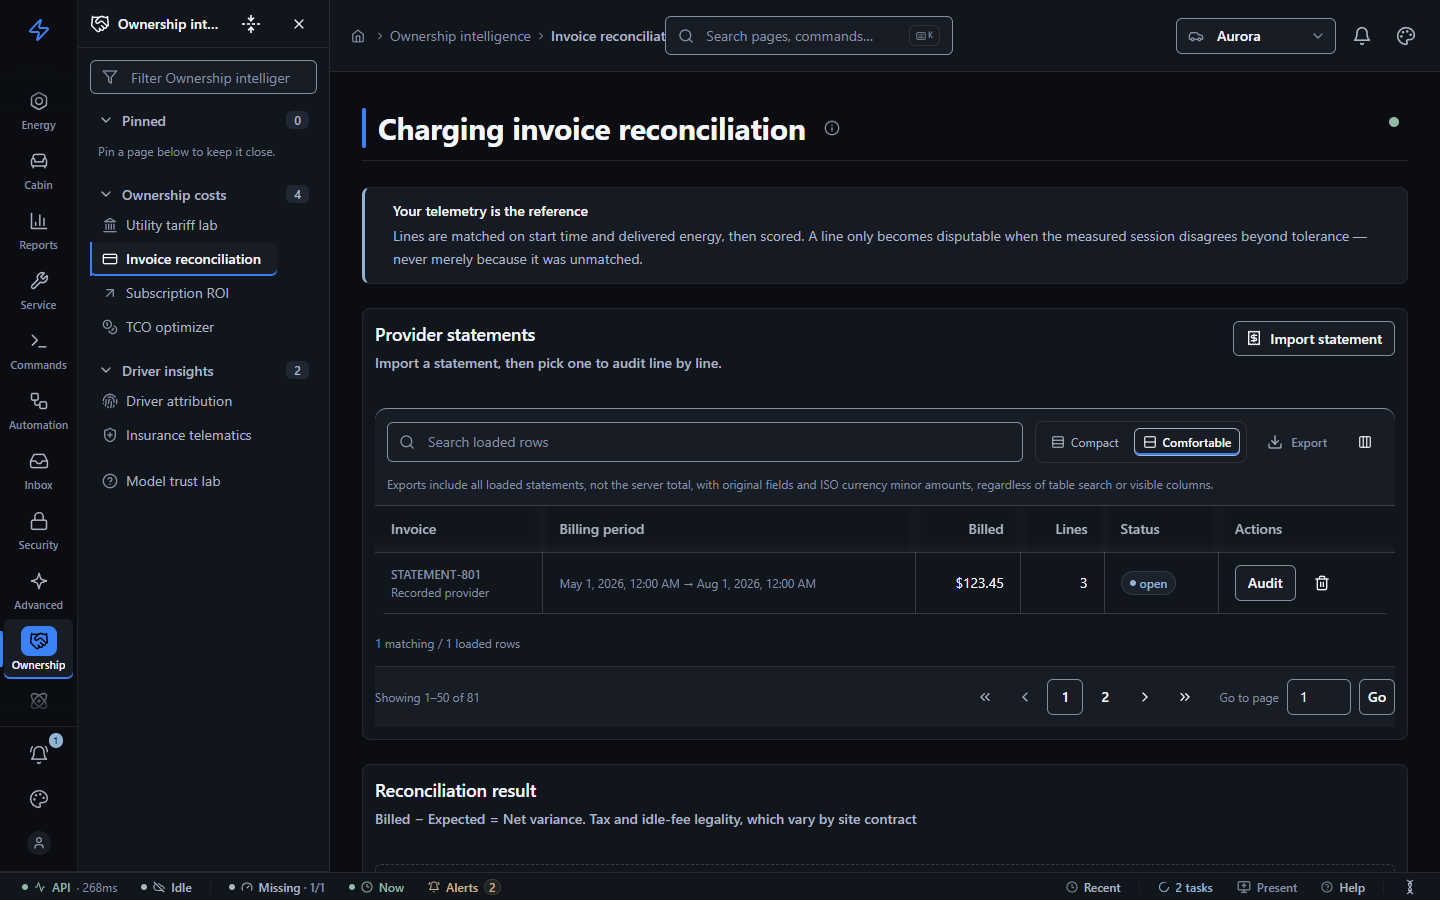 Ownership int...
Filter Ownership intelliger
Pinned
0
Pin a page below to keep it close.
Ownership costs
4
Utility tariff lab
Invoice reconciliation
Subscription ROI
TCO optimizer
Driver insights
2
Driver attribution
Insurance telematics
Model trust lab
Energy
Cabin
Reports
Service
Commands
Automation
Inbox
Security
Advanced
Ownership
1
Ownership intelligence
Invoice reconciliat
Search pages, commands...
K
Aurora
Charging invoice reconciliation
Your telemetry is the reference
Lines are matched on start time and delivered energy, then scored. A line only becomes disputable when the measured session disagrees beyond tolerance —
never merely because it was unmatched.
Provider statements
Import a statement, then pick one to audit line by line.
Import statement
Search loaded rows
Compact
Comfortable
Export
Exports include all loaded statements, not the server total, with original fields and ISO currency minor amounts, regardless of table search or visible columns.
Invoice Billing period Billed Lines Status Actions
STATEMENT-801
Recorded provider
May 1, 2026, 12:00 AM → Aug 1, 2026, 12:00 AM
$123.45
3
open
Audit
1 matching / 1 loaded rows
Showing 1–50 of 81
1
2
Go to page
1
Go
Reconciliation result
Billed − Expected = Net variance. Tax and idle-fee legality, which vary by site contract
API · 268ms
Idle
Missing · 1/1
Now
Alerts 2
Recent
2 tasks
Present
Help